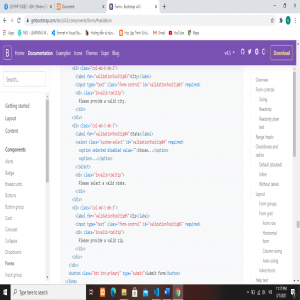 Document
getbootstrap.com/docs/4.5/components/forms/#validation
Apps
B Home Documentation Examples Icons Themes Expo Blog v4.5 Download
Search...
Getting started
Layout
Content
Components
Alerts
Badge
Breadcrumb
Buttons
Button group
Card
Carousel
Collapse
Dropdowns
Forms
Input group
<label for="validationTooltip03">City</label>
<input type="text" class="form-control" id="validationTooltip03" required>
<div class="invalid-tooltip">
Please provide a valid city.
</div>
</div>
<div class="col-md-3 mb-3">
<label for="validationTooltip04">State</label>
<select class="custom-select" id="validationTooltip04" required>
<option selected disabled value="">Choose...</option>
<option>...</option>
</select>
<div class="invalid-tooltip">
Please select a valid state.
</div>
</div>
<div class="col-md-3 mb-3">
<label for="validationTooltip05">Zip</label>
<input type="text" class="form-control" id="validationTooltip05" required>
<div class="invalid-tooltip">
Please provide a valid zip.
</div>
</div>
</div>
<button class="btn btn-primary" type="submit">Submit form</button>
</form>
Overview
Form controls
Sizing
Readonly
Readonly plain text
Range Inputs
Checkboxes and radios
Default (stacked)
Inline
Without labels
Layout
Form groups
Form grid
Form row
Horizontal form
Column sizing
Auto-sizing
Inline forms
Help text
Type here to search